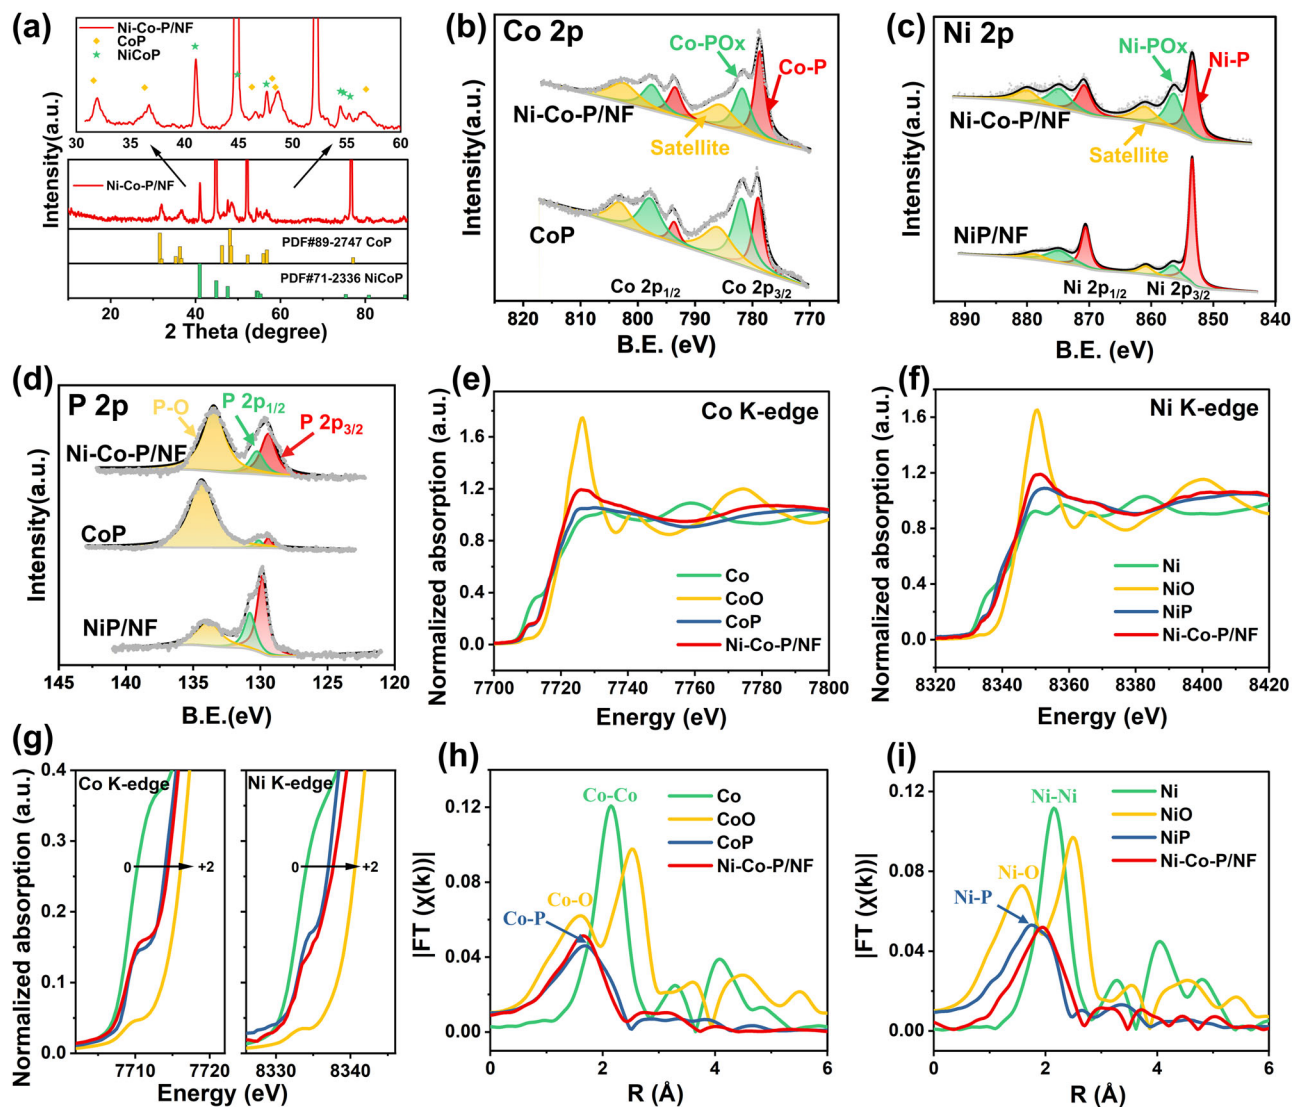 (a)
Ni-Co-P/NF
CoP
NiCoP
30 35 40 45 50 55 60
Ni-Co-P/NF
PDF#89-2747 CoP
PDF#71-2336 NiCoP
20 40 60 80
2 Theta (degree)
Intensity(a.u.)
(b)
Co 2p
Co-POx
Co-P
Ni-Co-P/NF
Satellite
CoP
Co 2p1/2
Co 2p3/2
820 810 800 790 780 770
B.E. (eV)
Intensity(a.u.)
(c)
Ni 2p
Ni-POx
Ni-P
Ni-Co-P/NF
Satellite
NiP/NF
Ni 2p1/2
Ni 2p3/2
890 880 870 860 850 840
B.E. (eV)
Intensity(a.u.)
(d)
P 2p
P-O
P 2p1/2
P 2p3/2
Ni-Co-P/NF
CoP
NiP/NF
145 140 135 130 125 120
B.E.(eV)
Intensity(a.u.)
(e)
Co K-edge
1.6
1.2
0.8
0.4
0.0
Co
CoO
CoP
Ni-Co-P/NF
7700 7720 7740 7760 7780 7800
Energy (eV)
Normalized absorption (a.u.)
(f)
Ni K-edge
1.6
1.2
0.8
0.4
0.0
Ni
NiO
NiP
Ni-Co-P/NF
8320 8340 8360 8380 8400 8420
Energy (eV)
Normalized absorption (a.u.)
(g)
0.4
0.3
0.2
0.1
0.0
Co K-edge
0 +2
7710 7720
Ni K-edge
0 +2
8330 8340
Energy (eV)
Normalized absorption (a.u.)
(h)
0.12
0.08
0.04
0.00
Co-Co
Co-O
Co-P
Co
CoO
CoP
Ni-Co-P/NF
0 2 4 6
R (Å)
|FT (χ(k))|
(i)
0.12
0.08
0.04
0.00
Ni-Ni
Ni-O
Ni-P
Ni
NiO
NiP
Ni-Co-P/NF
0 2 4 6
R (Å)
|FT (χ(k))|